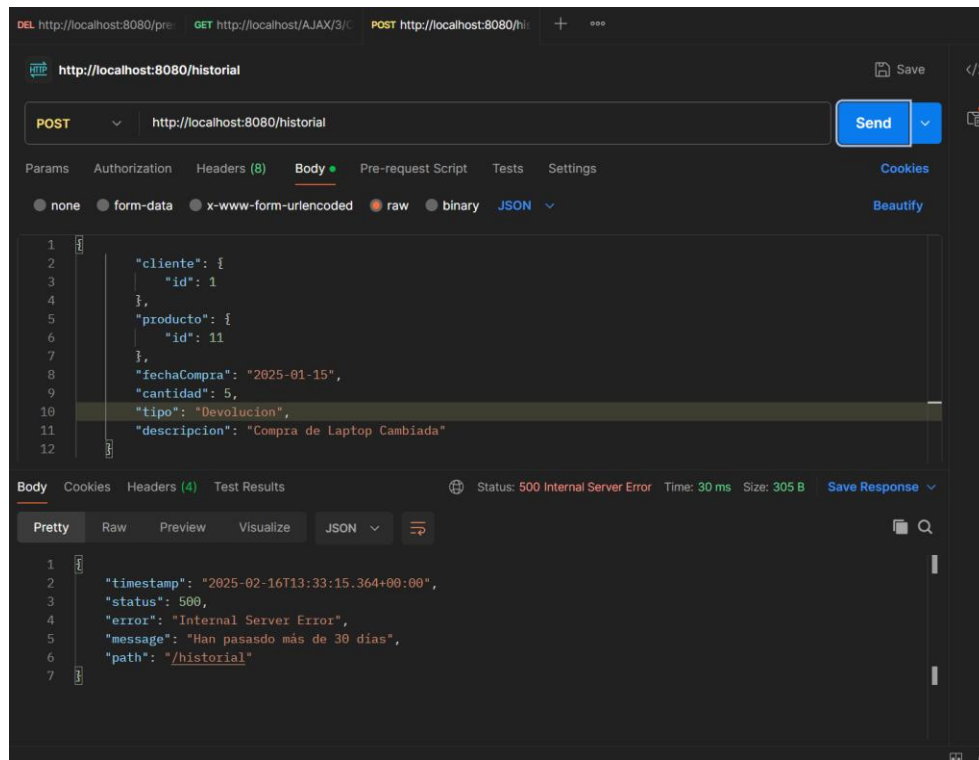 DEL http://localhost:8080/pre GET http://localhost/AJAX/3/C POST http://localhost:8080/his
HTTP http://localhost:8080/historial Save
POST http://localhost:8080/historial Send
Params Authorization Headers (8) Body Pre-request Script Tests Settings Cookies
none form-data x-www-form-urlencoded raw binary JSON Beautify
1 {
2 "cliente": {
3 "id": 1
4 },
5 "producto": {
6 "id": 11
7 },
8 "fechaCompra": "2025-01-15",
9 "cantidad": 5,
10 "tipo": "Devolucion",
11 "descripcion": "Compra de Laptop Cambiada"
12 }
Body Cookies Headers (4) Test Results Status: 500 Internal Server Error Time: 30 ms Size: 305 B Save Response
Pretty Raw Preview Visualize JSON
1 {
2 "timestamp": "2025-02-16T13:33:15.364+00:00",
3 "status": 500,
4 "error": "Internal Server Error",
5 "message": "Han pasasdo más de 30 días",
6 "path": "/historial"
7 }